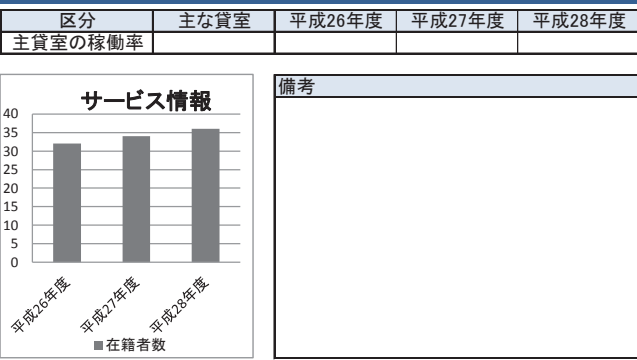 区分 主な貸室 平成26年度 平成27年度 平成28年度
主貸室の稼働率
サービス情報
40
35
30
25
20
15
10
5
0
平成26年度 平成27年度 平成28年度
■在籍者数
備考